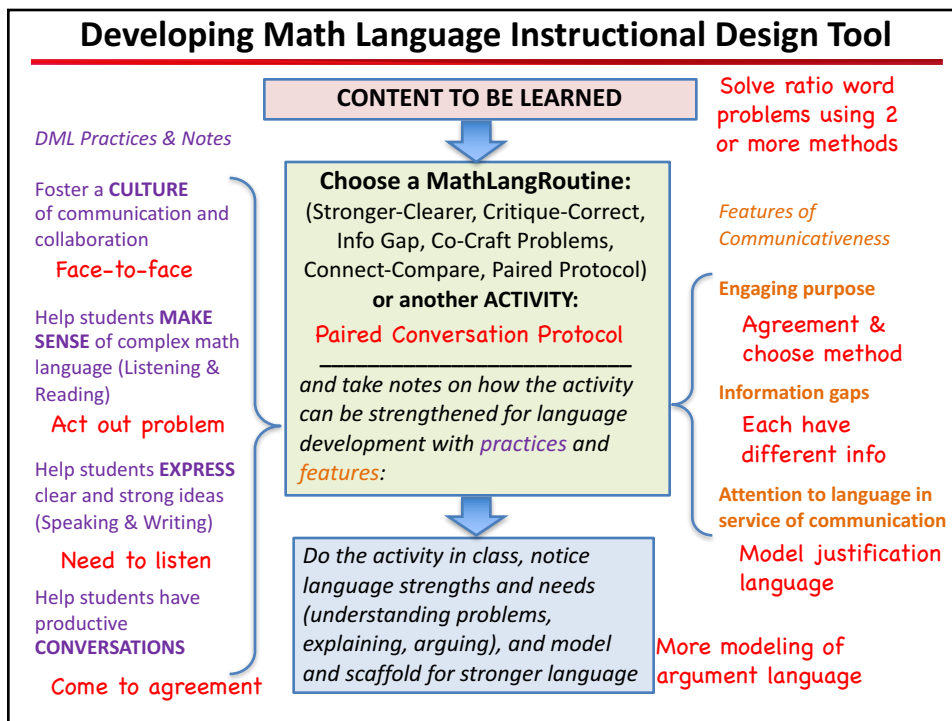 Developing Math Language Instructional Design Tool
CONTENT TO BE LEARNED
Solve ratio word
problems using 2
or more methods
DML Practices & Notes
Foster a CULTURE
of communication and
collaboration
Face-to-face
Help students MAKE
SENSE of complex math
language (Listening &
Reading)
Act out problem
Help students EXPRESS
clear and strong ideas
(Speaking & Writing)
Need to listen
Help students have
productive
CONVERSATIONS
Come to agreement
Choose a MathLangRoutine:
(Stronger-Clearer, Critique-Correct,
Info Gap, Co-Craft Problems,
Connect-Compare, Paired Protocol)
or another ACTIVITY:
Paired Conversation Protocol
and take notes on how the activity
can be strengthened for language
development with practices and
features:
Features of
Communicativeness
Engaging purpose
Agreement &
choose method
Information gaps
Each have
different info
Attention to language in
service of communication
Model justification
language
Do the activity in class, notice
language strengths and needs
(understanding problems,
explaining, arguing), and model
and scaffold for stronger language
More modeling of
argument language